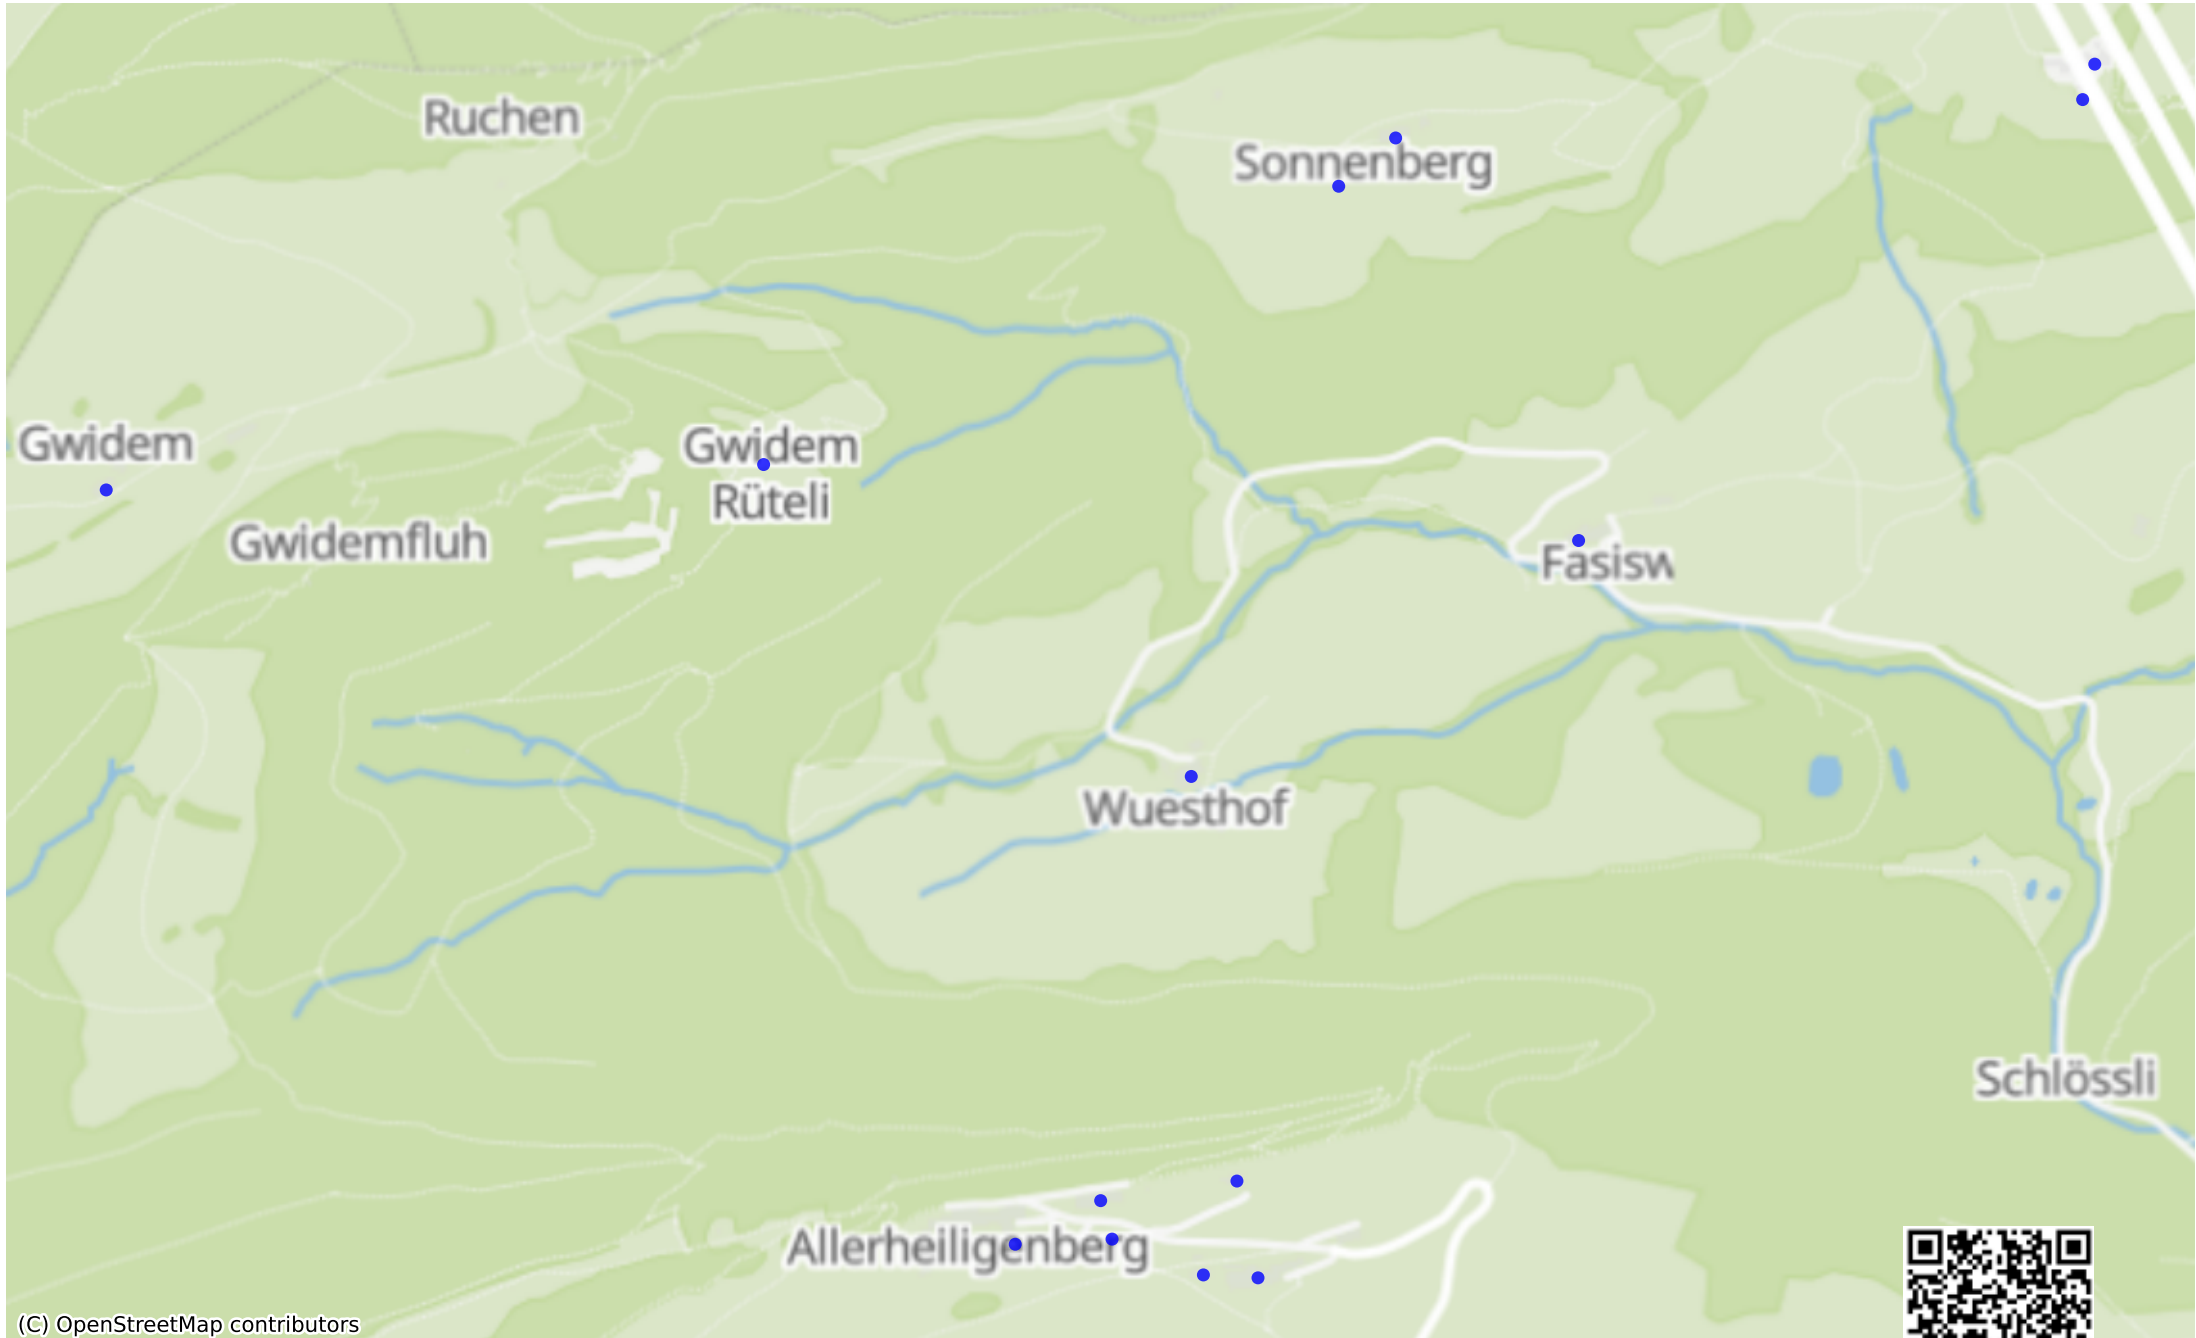 Ruchen
Sonnenberg
Gwidem
Gwidem
Rüteli
Gwidemfluh
Fasisw
Wuesthof
Schlössli
Allerheiligenberg
(C) OpenStreetMap contributors